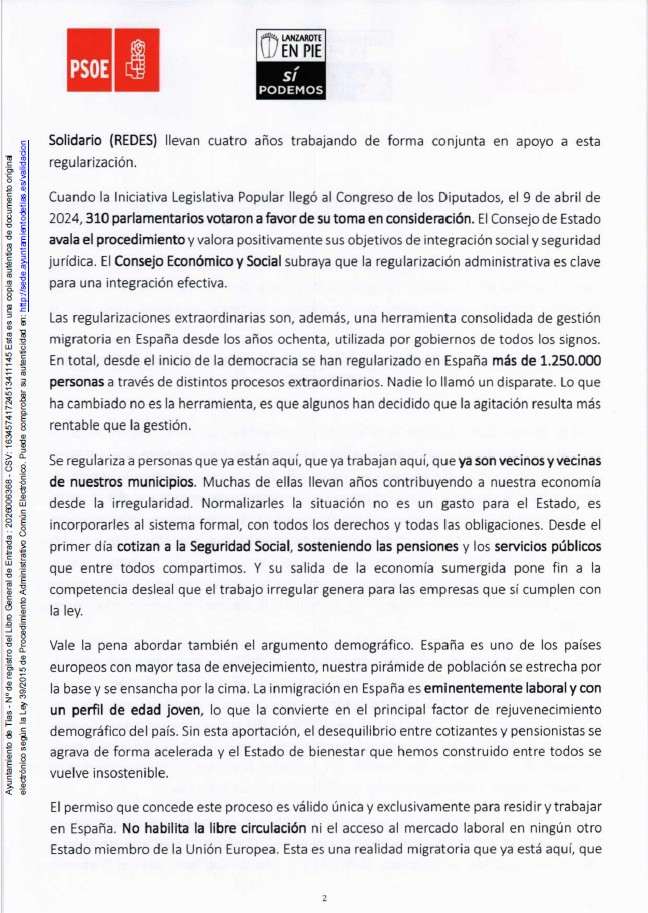 PSOE
LANZAROTE
EN PIE
sí
PODEMOS
Solidario (REDES) llevan cuatro años trabajando de forma conjunta en apoyo a esta
regularización.
Cuando la Iniciativa Legislativa Popular llegó al Congreso de los Diputados, el 9 de abril de
2024, 310 parlamentarios votaron a favor de su toma en consideración. El Consejo de Estado
avala el procedimiento y valora positivamente sus objetivos de integración social y seguridad
jurídica. El Consejo Económico y Social subraya que la regularización administrativa es clave
para una integración efectiva.
Las regularizaciones extraordinarias son, además, una herramienta consolidada de gestión
migratoria en España desde los años ochenta, utilizada por gobiernos de todos los signos.
En total, desde el inicio de la democracia se han regularizado en España más de 1.250.000
personas a través de distintos procesos extraordinarios. Nadie lo llamó un disparate. Lo que
ha cambiado no es la herramienta, es que algunos han decidido que la agitación resulta más
rentable que la gestión.
Se regulariza a personas que ya están aquí, que ya trabajan aquí, que ya son vecinos y vecinas
de nuestros municipios. Muchas de ellas llevan años contribuyendo a nuestra economía
desde la irregularidad. Normalizarles la situación no es un gasto para el Estado, es
incorporarles al sistema formal, con todos los derechos y todas las obligaciones. Desde el
primer día cotizan a la Seguridad Social, sosteniendo las pensiones y los servicios públicos
que entre todos compartimos. Y su salida de la economía sumergida pone fin a la
competencia desleal que el trabajo irregular genera para las empresas que sí cumplen con
la ley.
Vale la pena abordar también el argumento demográfico. España es uno de los países
europeos con mayor tasa de envejecimiento, nuestra pirámide de población se estrecha por
la base y se ensancha por la cima. La inmigración en España es eminentemente laboral y con
un perfil de edad joven, lo que la convierte en el principal factor de rejuvenecimiento
demográfico del país. Sin esta aportación, el desequilibrio entre cotizantes y pensionistas se
agrava de forma acelerada y el Estado de bienestar que hemos construido entre todos se
vuelve insostenible.
El permiso que concede este proceso es válido única y exclusivamente para residir y trabajar
en España. No habilita la libre circulación ni el acceso al mercado laboral en ningún otro
Estado miembro de la Unión Europea. Esta es una realidad migratoria que ya está aquí, que
2
Ayuntamiento de Tías - Nº de registro del Libro General de Entrada : 2026006368 - CSV: 16345741724513411145 Esta es una copia auténtica de documento original
electrónico según la Ley 39/2015 de Procedimiento Administrativo Común Electrónico. Puede comprobar su autenticidad en: http://sede.ayuntamientodetias.es/validacion